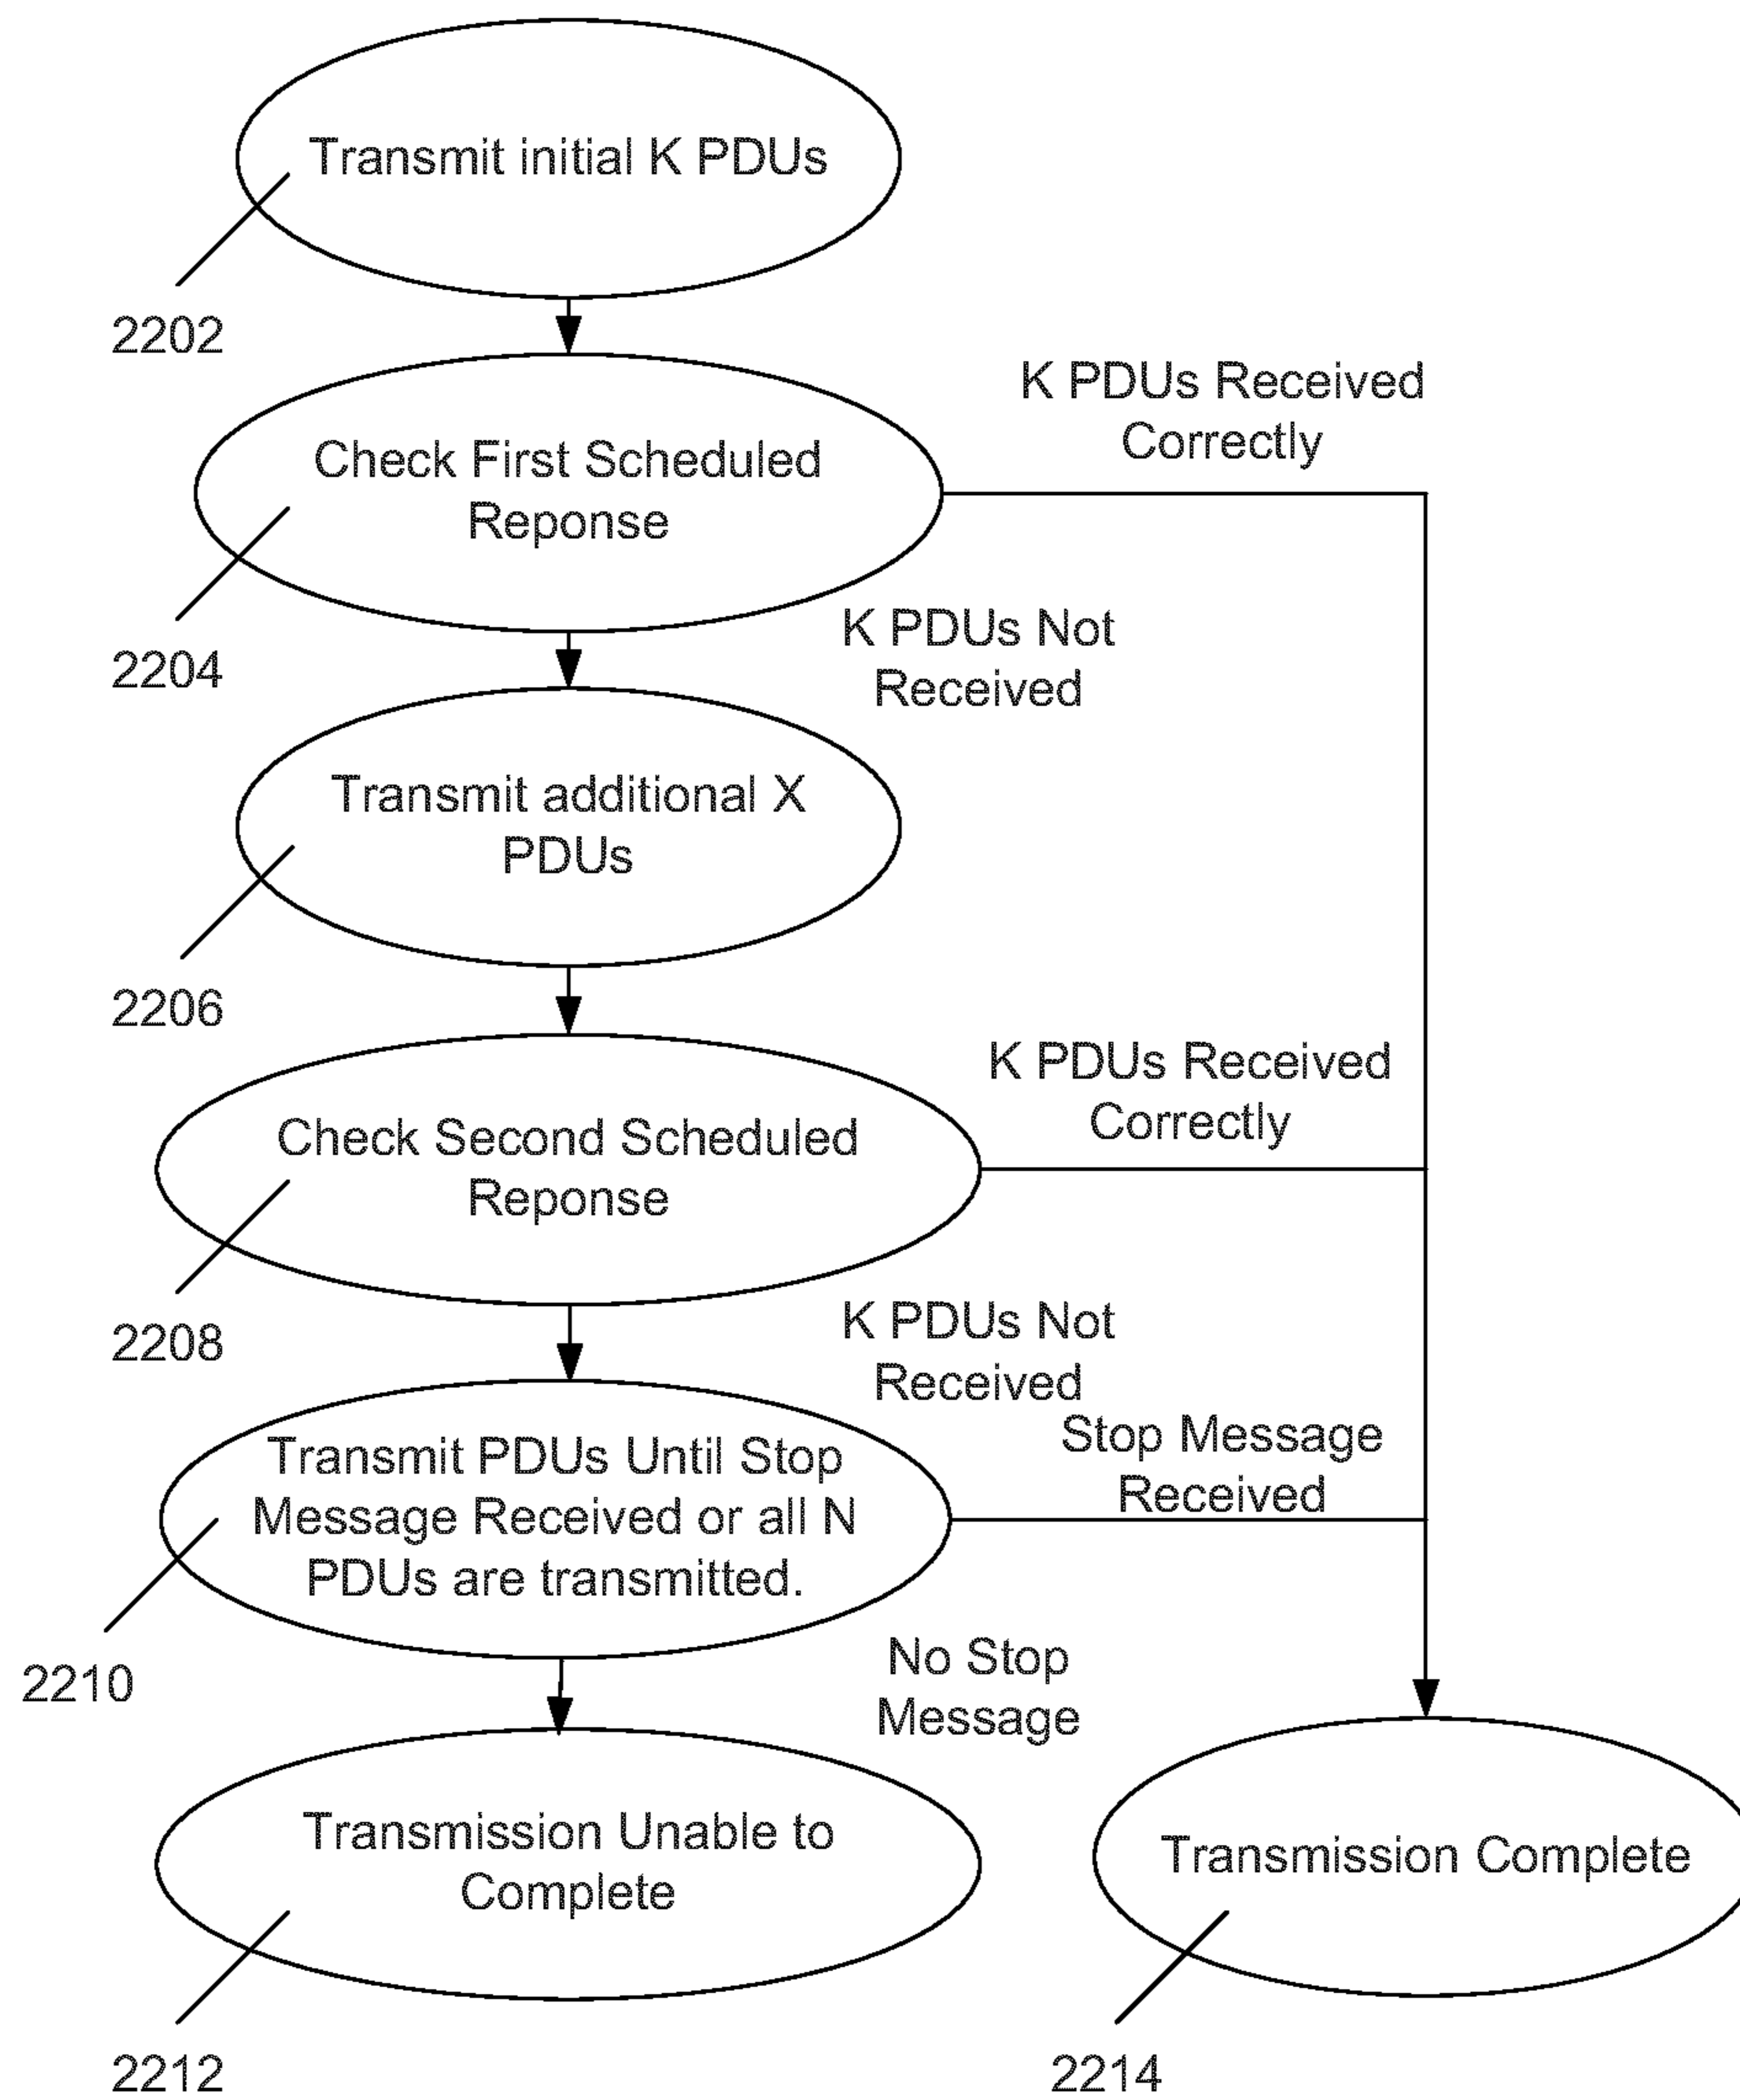 Transmit initial K PDUs
2202
K PDUs Received
Correctly
Check First Scheduled
Reponse
2204
K PDUs Not
Received
Transmit additional X
PDUs
2206
K PDUs Received
Correctly
Check Second Scheduled
Reponse
2208
K PDUs Not
Received
Stop Message
Received
Transmit PDUs Until Stop
Message Received or all N
PDUs are transmitted.
2210
No Stop
Message
Transmission Unable to
Complete
2212
Transmission Complete
2214